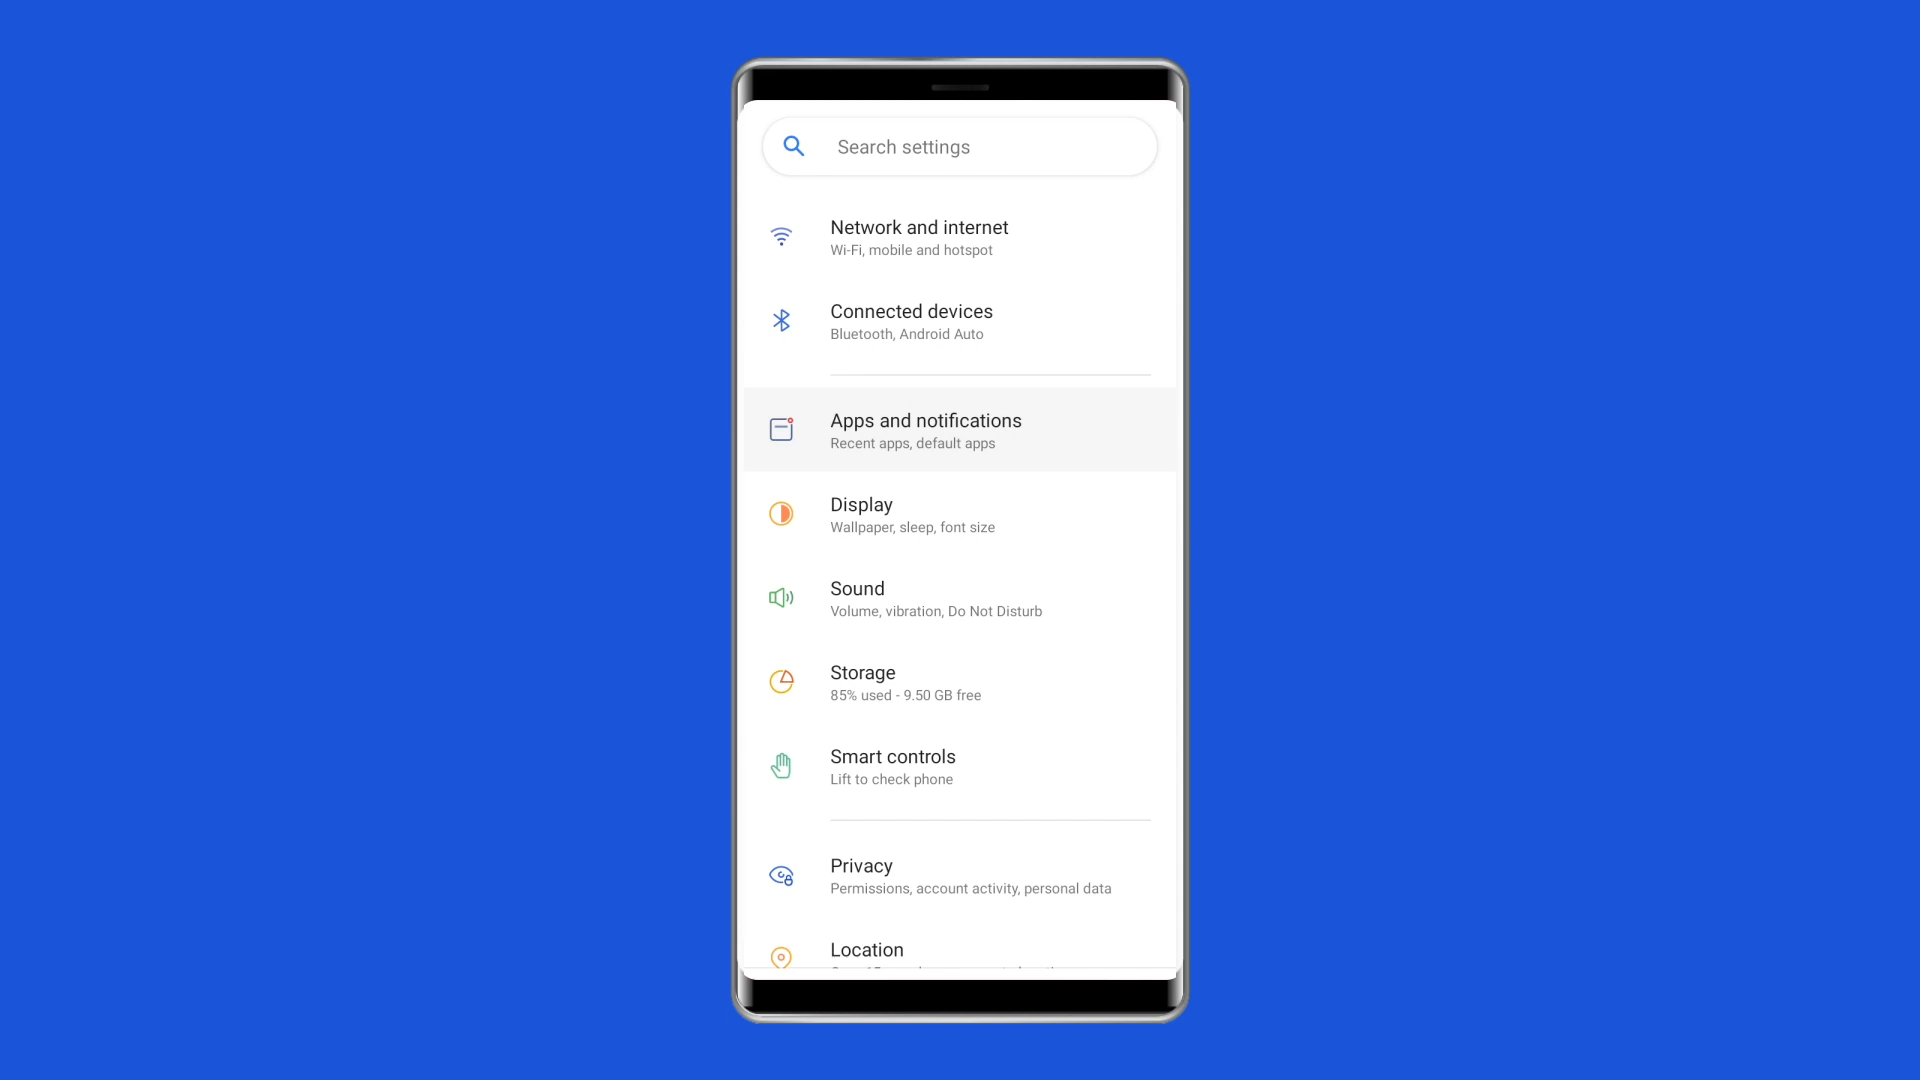 Search settings
Network and internet
Wi-Fi, mobile and hotspot
Connected devices
Bluetooth, Android Auto
Apps and notifications
Recent apps, default apps
Display
Wallpaper, sleep, font size
Sound
Volume, vibration, Do Not Disturb
Storage
85% used - 9.50 GB free
Smart controls
Lift to check phone
Privacy
Permissions, account activity, personal data
Location